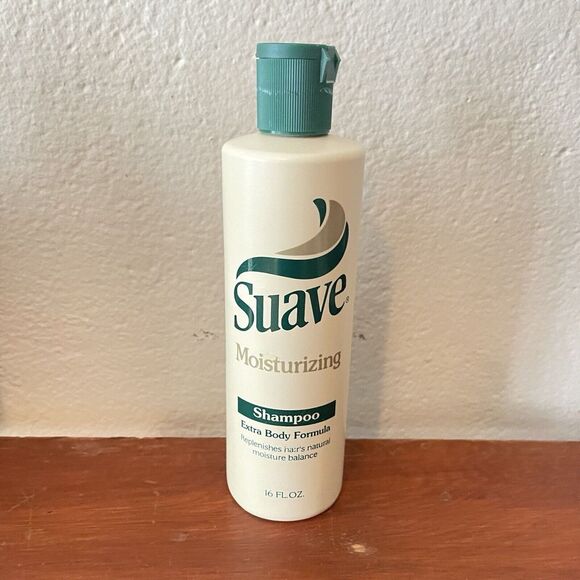 Suave®
Moisturizing
Shampoo
Extra Body Formula
Replenishes hair's natural
moisture balance
16 FL.OZ.